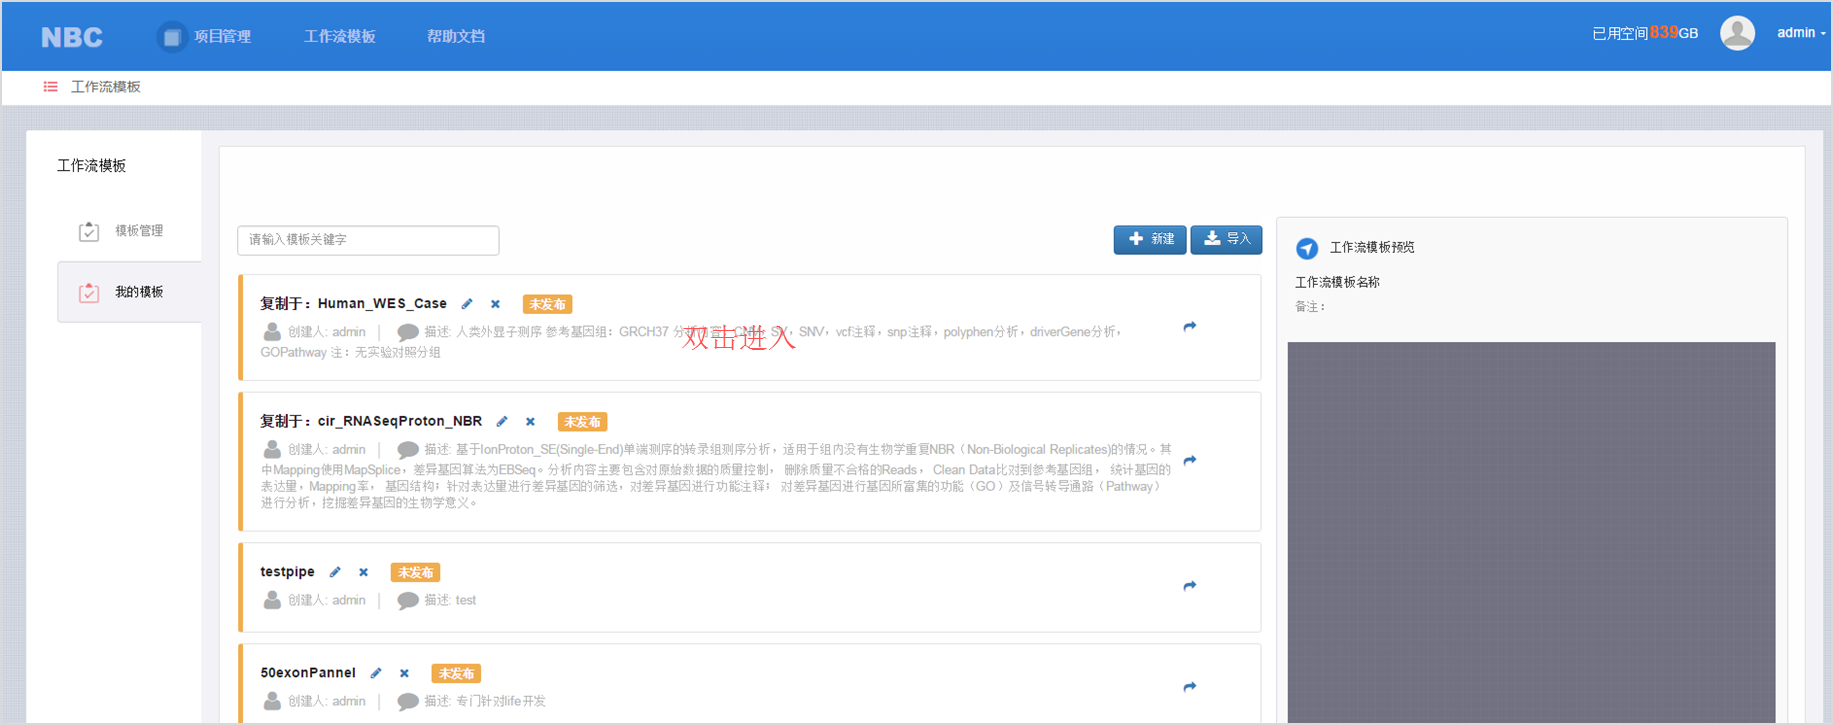 NBC
项目管理
工作流模板
帮助文档
已用空间839GB
admin
工作流模板
工作流模板
模板管理
我的模板
请输入模板关键字
新建
导入
复制于：Human_WES_Case 未发布
创建人: admin | 描述: 人类外显子测序 参考基因组：GRCH37 分析内容：CNV，SV，SNV，vcf注释，snp注释，polyphen分析，driverGene分析，
GOPathway 注：无实验对照分组
双击进入
复制于：cir_RNASeqProton_NBR 未发布
创建人: admin | 描述: 基于IonProton_SE(Single-End)单端测序的转录组测序分析，适用于组内没有生物学重复NBR（Non-Biological Replicates)的情况。其
中Mapping使用MapSplice，差异基因算法为EBSeq。分析内容主要包含对原始数据的质量控制， 删除质量不合格的Reads， Clean Data比对到参考基因组， 统计基因的
表达量，Mapping率， 基因结构；针对表达量进行差异基因的筛选，对差异基因进行功能注释； 对差异基因进行基因所富集的功能（GO）及信号转导通路（Pathway）
进行分析，挖掘差异基因的生物学意义。
testpipe 未发布
创建人: admin | 描述: test
50exonPannel 未发布
创建人: admin | 描述: 专门针对life开发
工作流模板预览
工作流模板名称
备注：